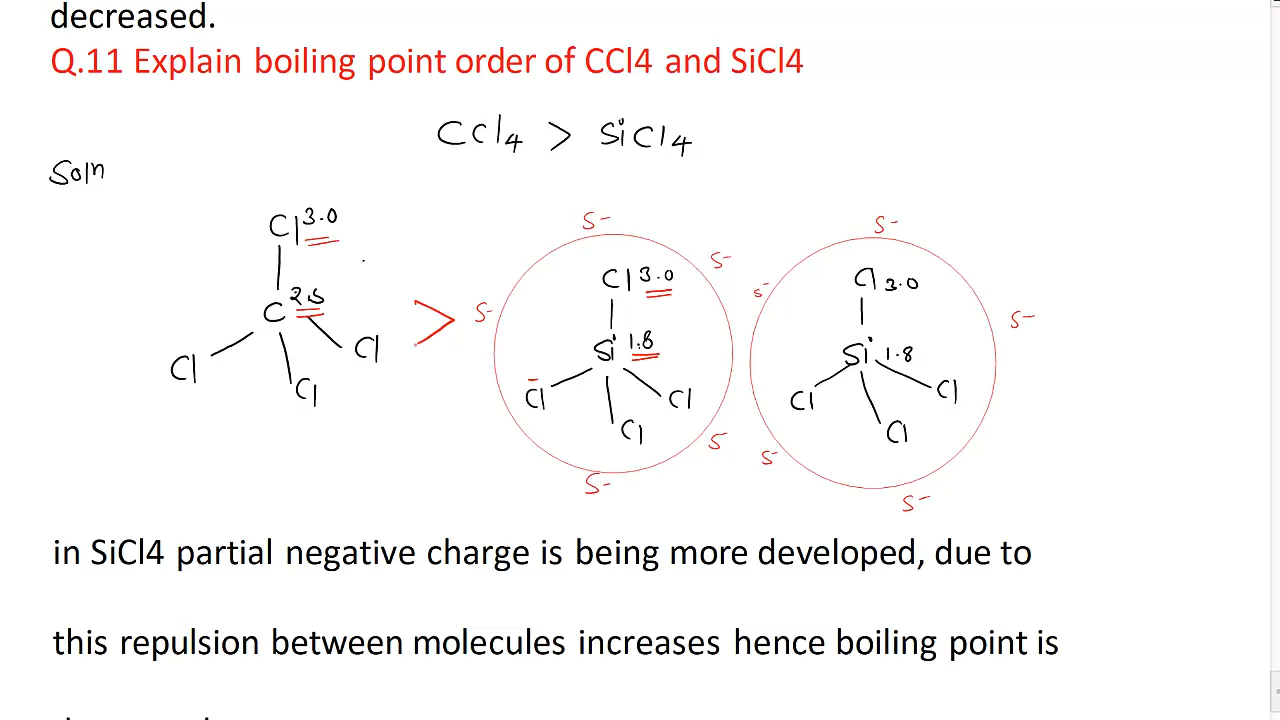 decreased.
Q.11 Explain boiling point order of CCl4 and SiCl4
CCl4 > SiCl4
Soln
Cl 3.0
C 2.5
Cl
Cl
Cl
>
S-
S-
S-
Cl 3.0
Si 1.8
Cl
Cl
Cl
S
S-
S-
S-
S-
Cl 3.0
Si 1.8
Cl
Cl
Cl
S-
S-
in SiCl4 partial negative charge is being more developed, due to
this repulsion between molecules increases hence boiling point is